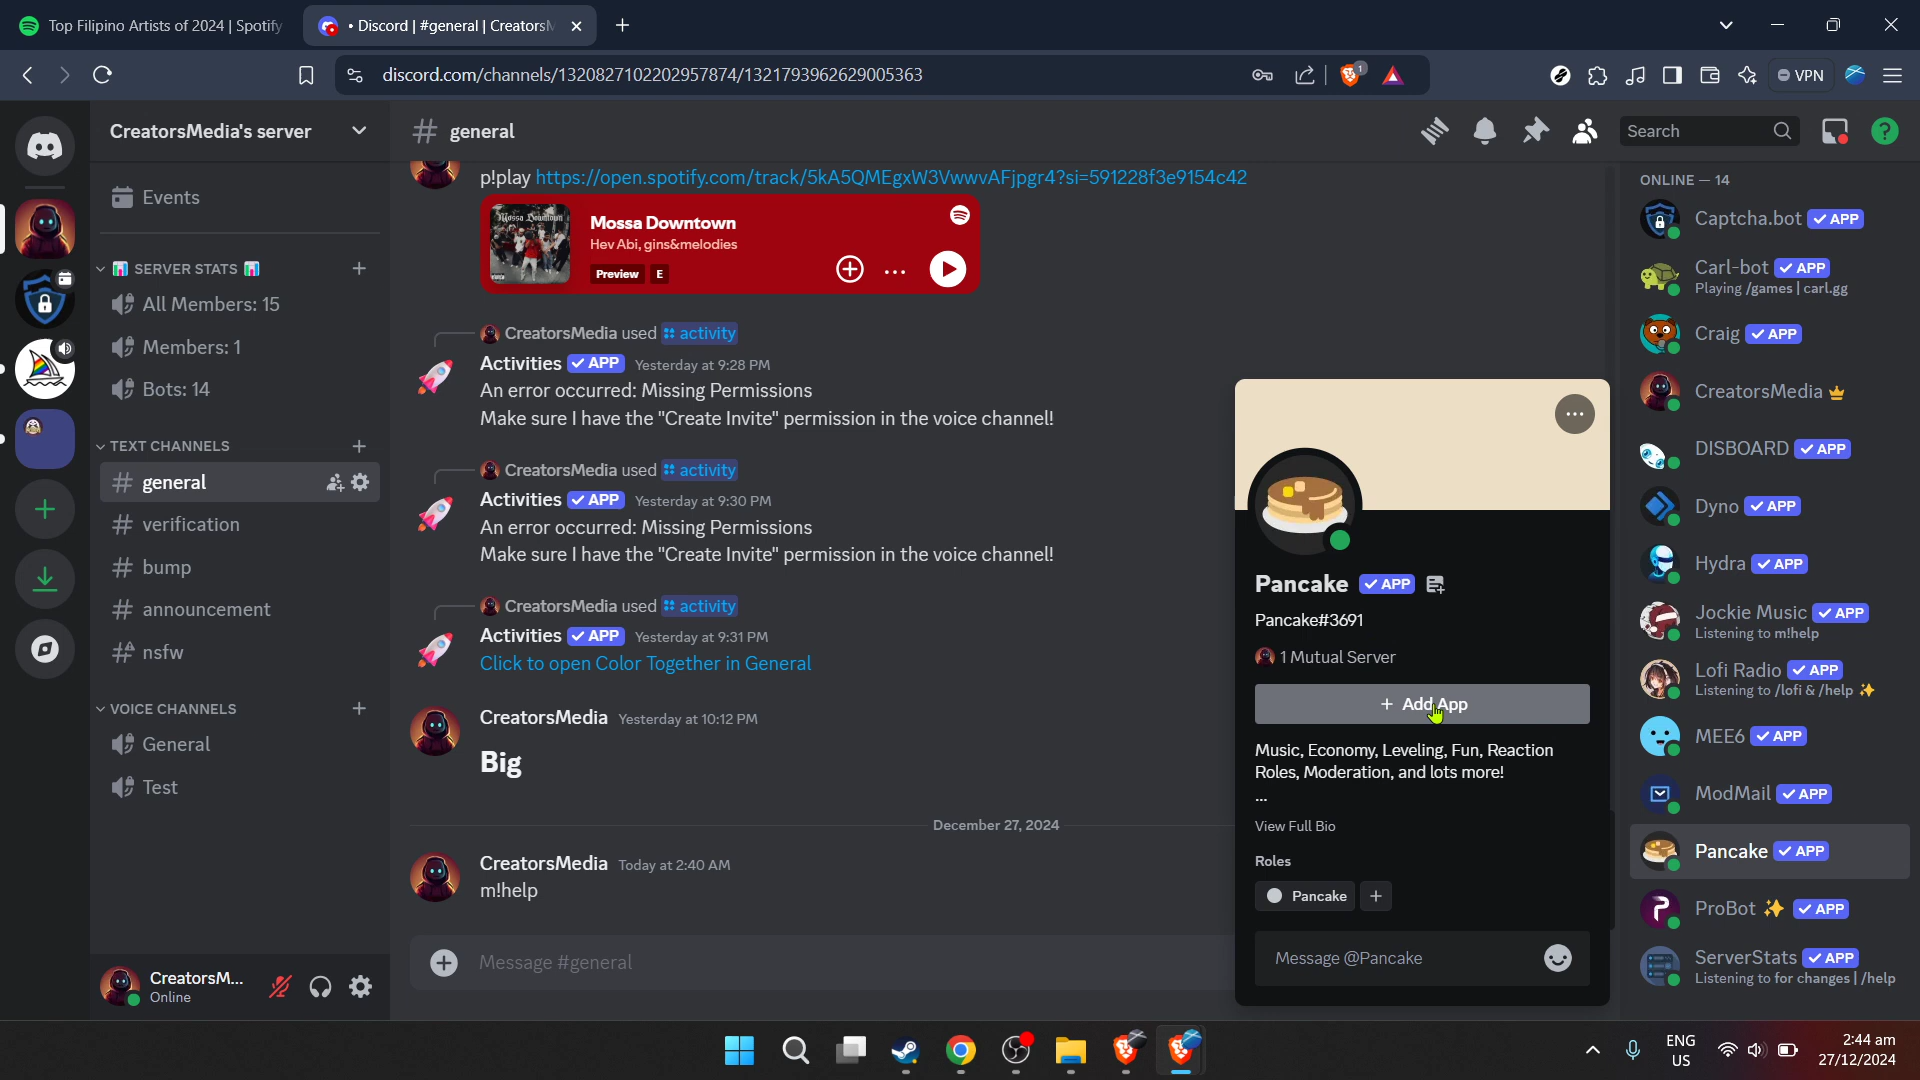 Top Filipino Artists of 2024 | Spotify
• Discord | #general | CreatorsM
discord.com/channels/1320827102202957874/1321793962629005363
1
VPN
CreatorsMedia's server
general
Search
Events
SERVER STATS
All Members: 15
Members: 1
Bots: 14
TEXT CHANNELS
general
verification
bump
announcement
nsfw
VOICE CHANNELS
General
Test
CreatorsM...
Online
p!play https://open.spotify.com/track/5kA5QMEgxW3VwwvAFjpgr4?si=591228f3e9154c42
Mossa Downtown
Mossa Downtown
Hev Abi, gins&melodies
Preview E
CreatorsMedia used activity
Activities APP Yesterday at 9:28 PM
An error occurred: Missing Permissions
Make sure I have the "Create Invite" permission in the voice channel!
CreatorsMedia used activity
Activities APP Yesterday at 9:30 PM
An error occurred: Missing Permissions
Make sure I have the "Create Invite" permission in the voice channel!
CreatorsMedia used activity
Activities APP Yesterday at 9:31 PM
Click to open Color Together in General
CreatorsMedia Yesterday at 10:12 PM
Big
December 27, 2024
CreatorsMedia Today at 2:40 AM
m!help
Message #general
Pancake APP
Pancake#3691
1 Mutual Server
+ Add App
Music, Economy, Leveling, Fun, Reaction
Roles, Moderation, and lots more!
...
View Full Bio
Roles
Pancake +
Message @Pancake
ONLINE — 14
Captcha.bot APP
Carl-bot APP
Playing /games | carl.gg
Craig APP
CreatorsMedia
DISBOARD APP
Dyno APP
Hydra APP
Jockie Music APP
Listening to m!help
Lofi Radio APP
Listening to /lofi & /help ✨
MEE6 APP
ModMail APP
Pancake APP
ProBot ✨ APP
ServerStats APP
Listening to for changes | /help
ENG
US
2:44 am
27/12/2024